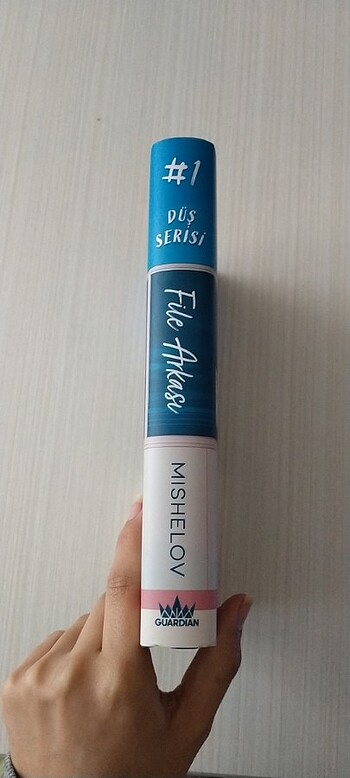 #1
DÜŞ
SERİSİ
File Arkası
MISHELOV
GUARDIAN